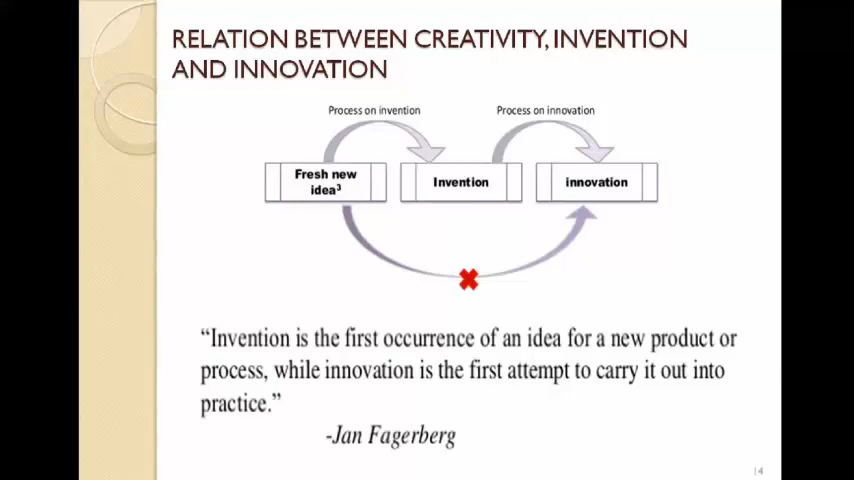 RELATION BETWEEN CREATIVITY, INVENTION
AND INNOVATION
Process on invention
Process on innovation
Fresh new
idea³
Invention
innovation
“Invention is the first occurrence of an idea for a new product or
process, while innovation is the first attempt to carry it out into
practice.”
-Jan Fagerberg
14